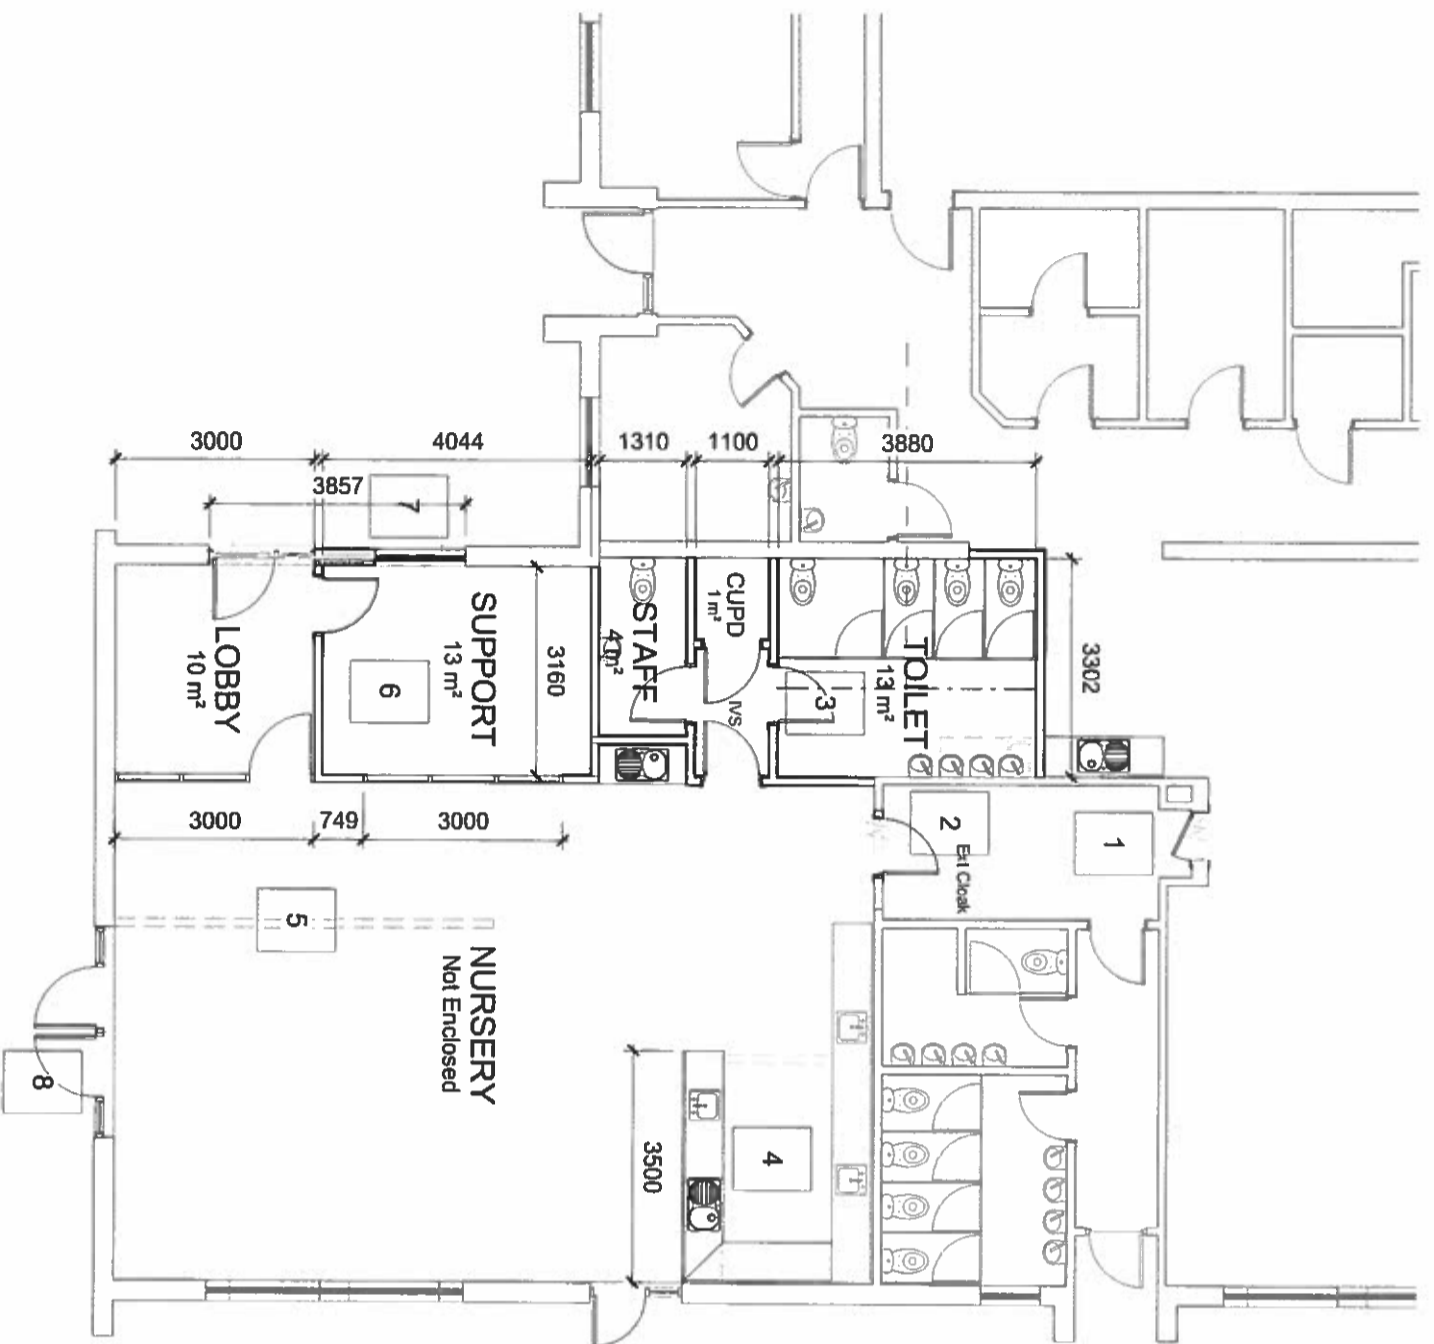 3000
4044
1310
1100
3880
3857
7
LOBBY
10 m²
SUPPORT
13 m²
6
3160
STAFF
4 m²
CUPD
1 m²
IVS
TOILET
13 m²
3
3302
3000
749
3000
2
Ext Cloak
1
5
NURSERY
Not Enclosed
8
3500
4